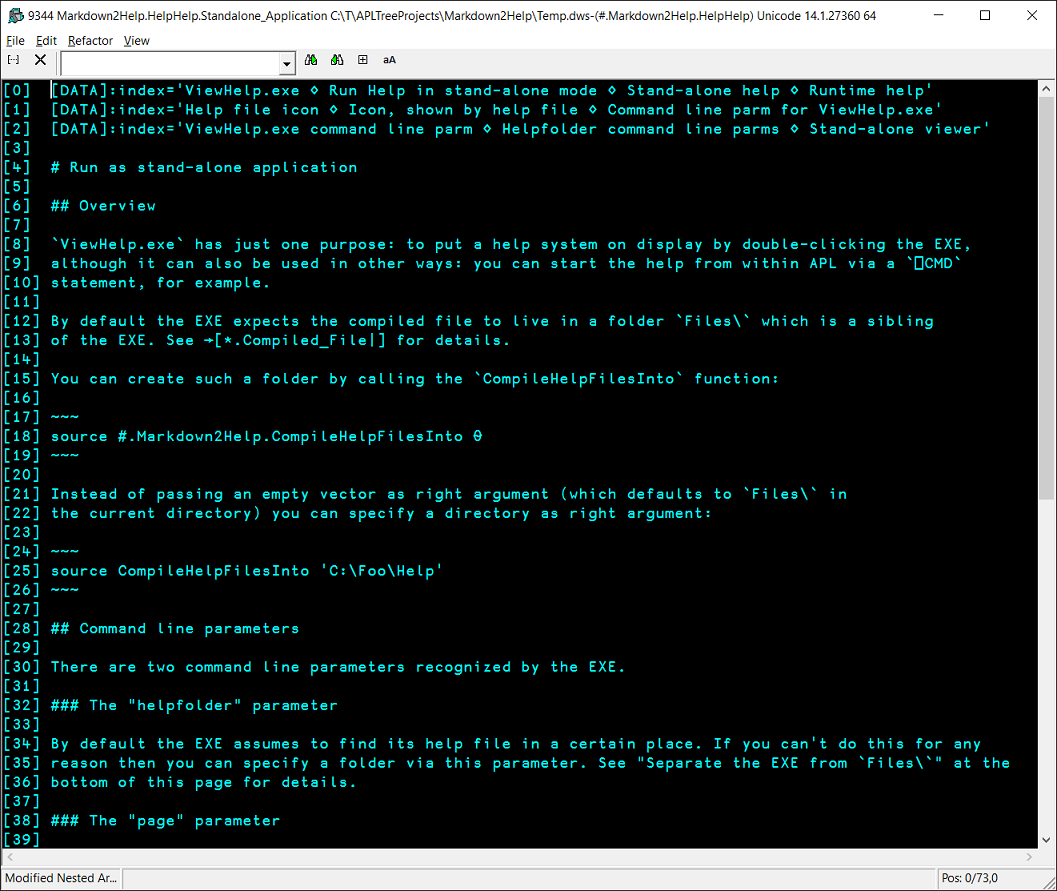 9344 Markdown2Help.HelpHelp.Standalone_Application C:\T\APLTreeProjects\Markdown2Help\Temp.dws-(#.Markdown2Help.HelpHelp) Unicode 14.1.27360 64
File Edit Refactor View
aA
[0] [DATA]:index='ViewHelp.exe ◊ Run Help in stand-alone mode ◊ Stand-alone help ◊ Runtime help'
[1] [DATA]:index='Help file icon ◊ Icon, shown by help file ◊ Command line parm for ViewHelp.exe'
[2] [DATA]:index='ViewHelp.exe command line parm ◊ Helpfolder command line parms ◊ Stand-alone viewer'
[3]
[4] # Run as stand-alone application
[5]
[6] ## Overview
[7]
[8] `ViewHelp.exe` has just one purpose: to put a help system on display by double-clicking the EXE,
[9] although it can also be used in other ways: you can start the help from within APL via a `⎕CMD`
[10] statement, for example.
[11]
[12] By default the EXE expects the compiled file to live in a folder `Files\` which is a sibling
[13] of the EXE. See →[*.Compiled_File|] for details.
[14]
[15] You can create such a folder by calling the `CompileHelpFilesInto` function:
[16]
[17] ~~~
[18] source #.Markdown2Help.CompileHelpFilesInto ⍬
[19] ~~~
[20]
[21] Instead of passing an empty vector as right argument (which defaults to `Files\` in
[22] the current directory) you can specify a directory as right argument:
[23]
[24] ~~~
[25] source CompileHelpFilesInto 'C:\Foo\Help'
[26] ~~~
[27]
[28] ## Command line parameters
[29]
[30] There are two command line parameters recognized by the EXE.
[31]
[32] ### The "helpfolder" parameter
[33]
[34] By default the EXE assumes to find its help file in a certain place. If you can't do this for any
[35] reason then you can specify a folder via this parameter. See "Separate the EXE from `Files\`" at the
[36] bottom of this page for details.
[37]
[38] ### The "page" parameter
[39]
Modified Nested Ar...
Pos: 0/73,0